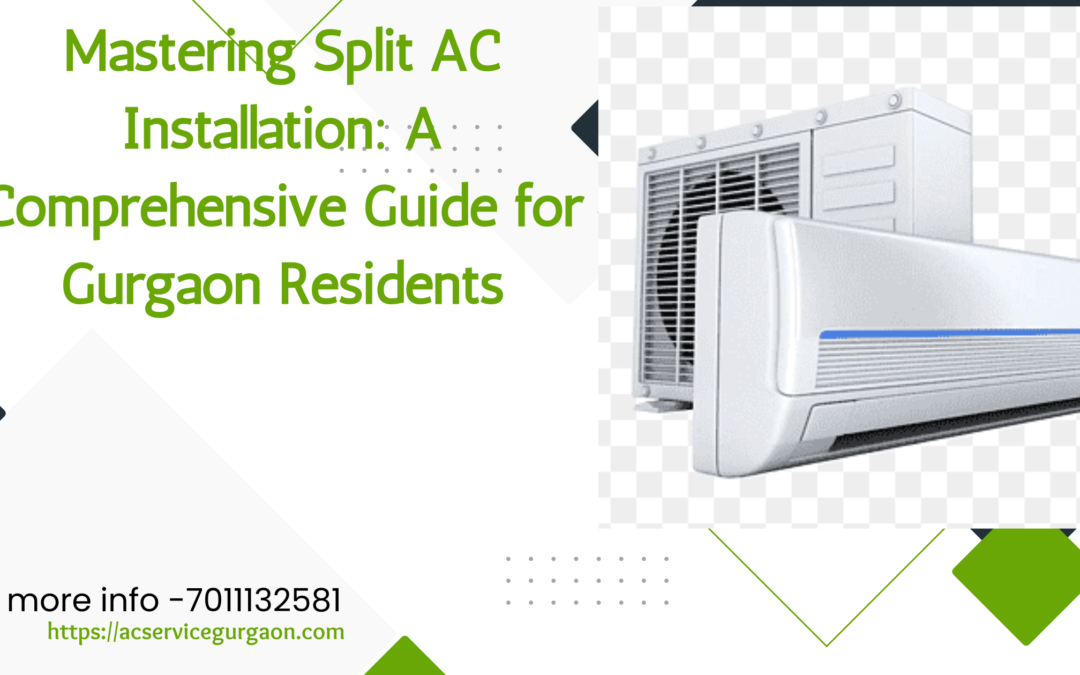 Mastering Split AC
Installation: A
Comprehensive Guide for
Gurgaon Residents
more info -7011132581
https://acservicegurgaon.com